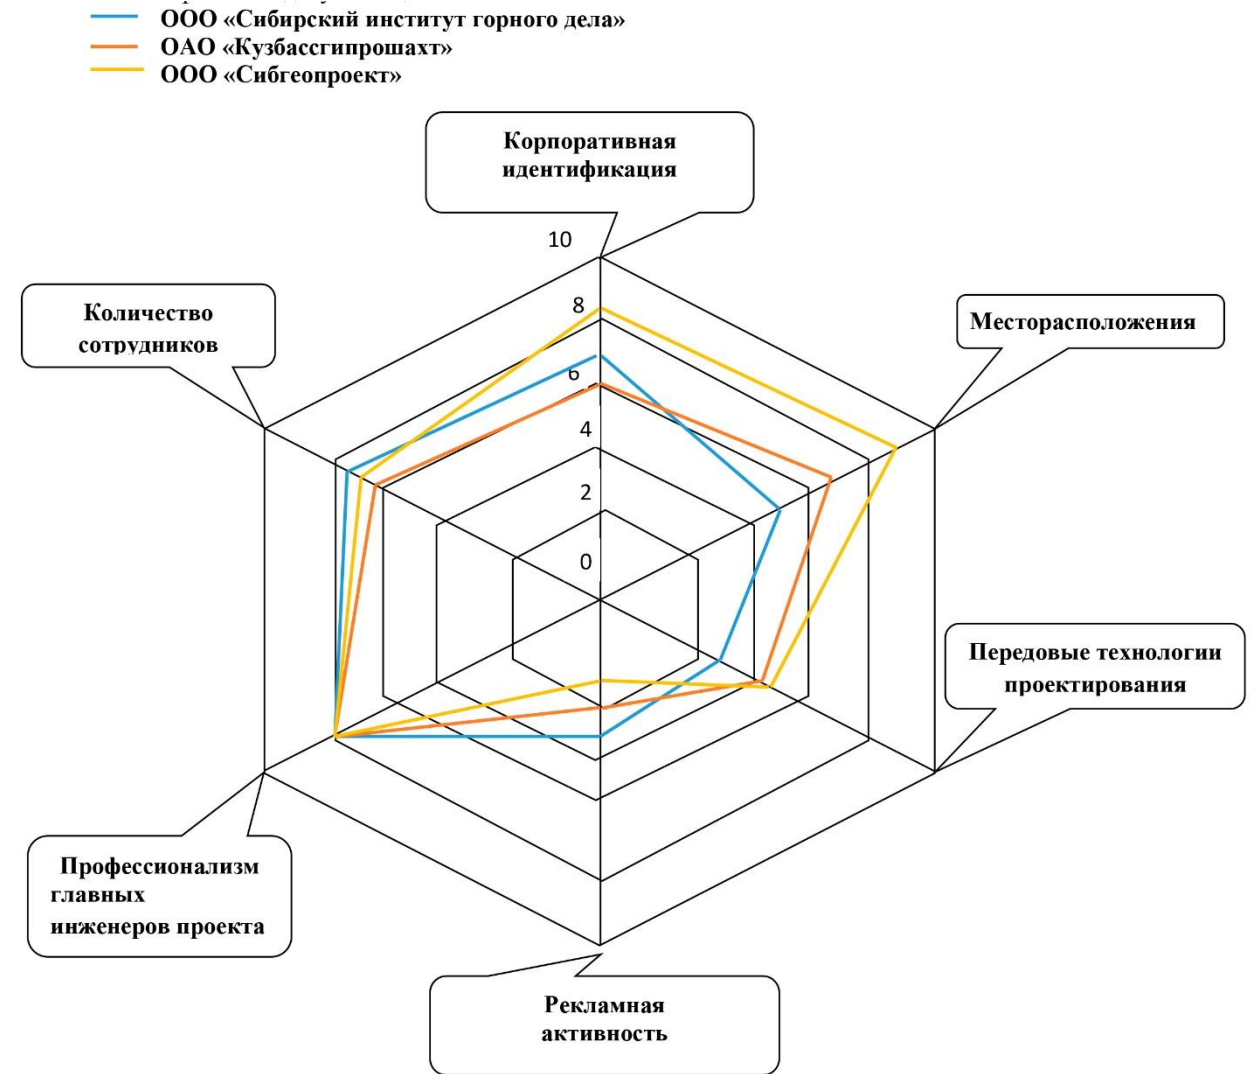 ООО «Сибирский институт горного дела»
ОАО «Кузбассгипрошахт»
ООО «Сибгеопроект»
Корпоративная
идентификация
10
8
6
4
2
0
Количество
сотрудников
Месторасположения
Передовые технологии
проектирования
Профессионализм
главных
инженеров проекта
Рекламная
активность